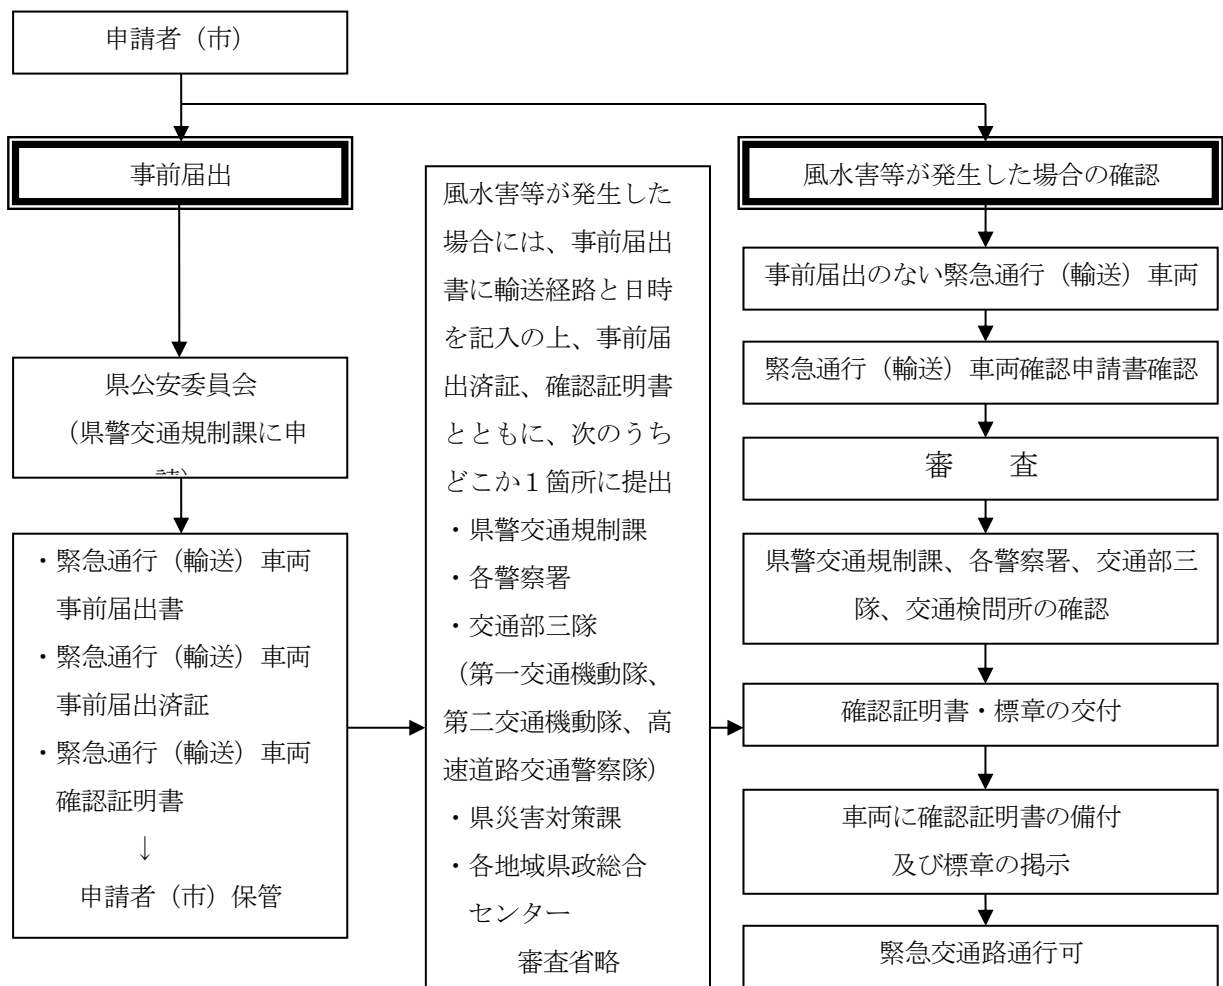 申請者（市）
事前届出
県公安委員会
（県警交通規制課に申
請）
・緊急通行（輸送）車両
事前届出書
・緊急通行（輸送）車両
事前届出済証
・緊急通行（輸送）車両
確認証明書
↓
申請者（市）保管
風水害等が発生した
場合には、事前届出
書に輸送経路と日時
を記入の上、事前届
出済証、確認証明書
とともに、次のうち
どこか１箇所に提出
・県警交通規制課
・各警察署
・交通部三隊
（第一交通機動隊、
第二交通機動隊、高
速道路交通警察隊）
・県災害対策課
・各地域県政総合
センター
審査省略
風水害等が発生した場合の確認
事前届出のない緊急通行（輸送）車両
緊急通行（輸送）車両確認申請書確認
審　　査
県警交通規制課、各警察署、交通部三
隊、交通検問所の確認
確認証明書・標章の交付
車両に確認証明書の備付
及び標章の掲示
緊急交通路通行可